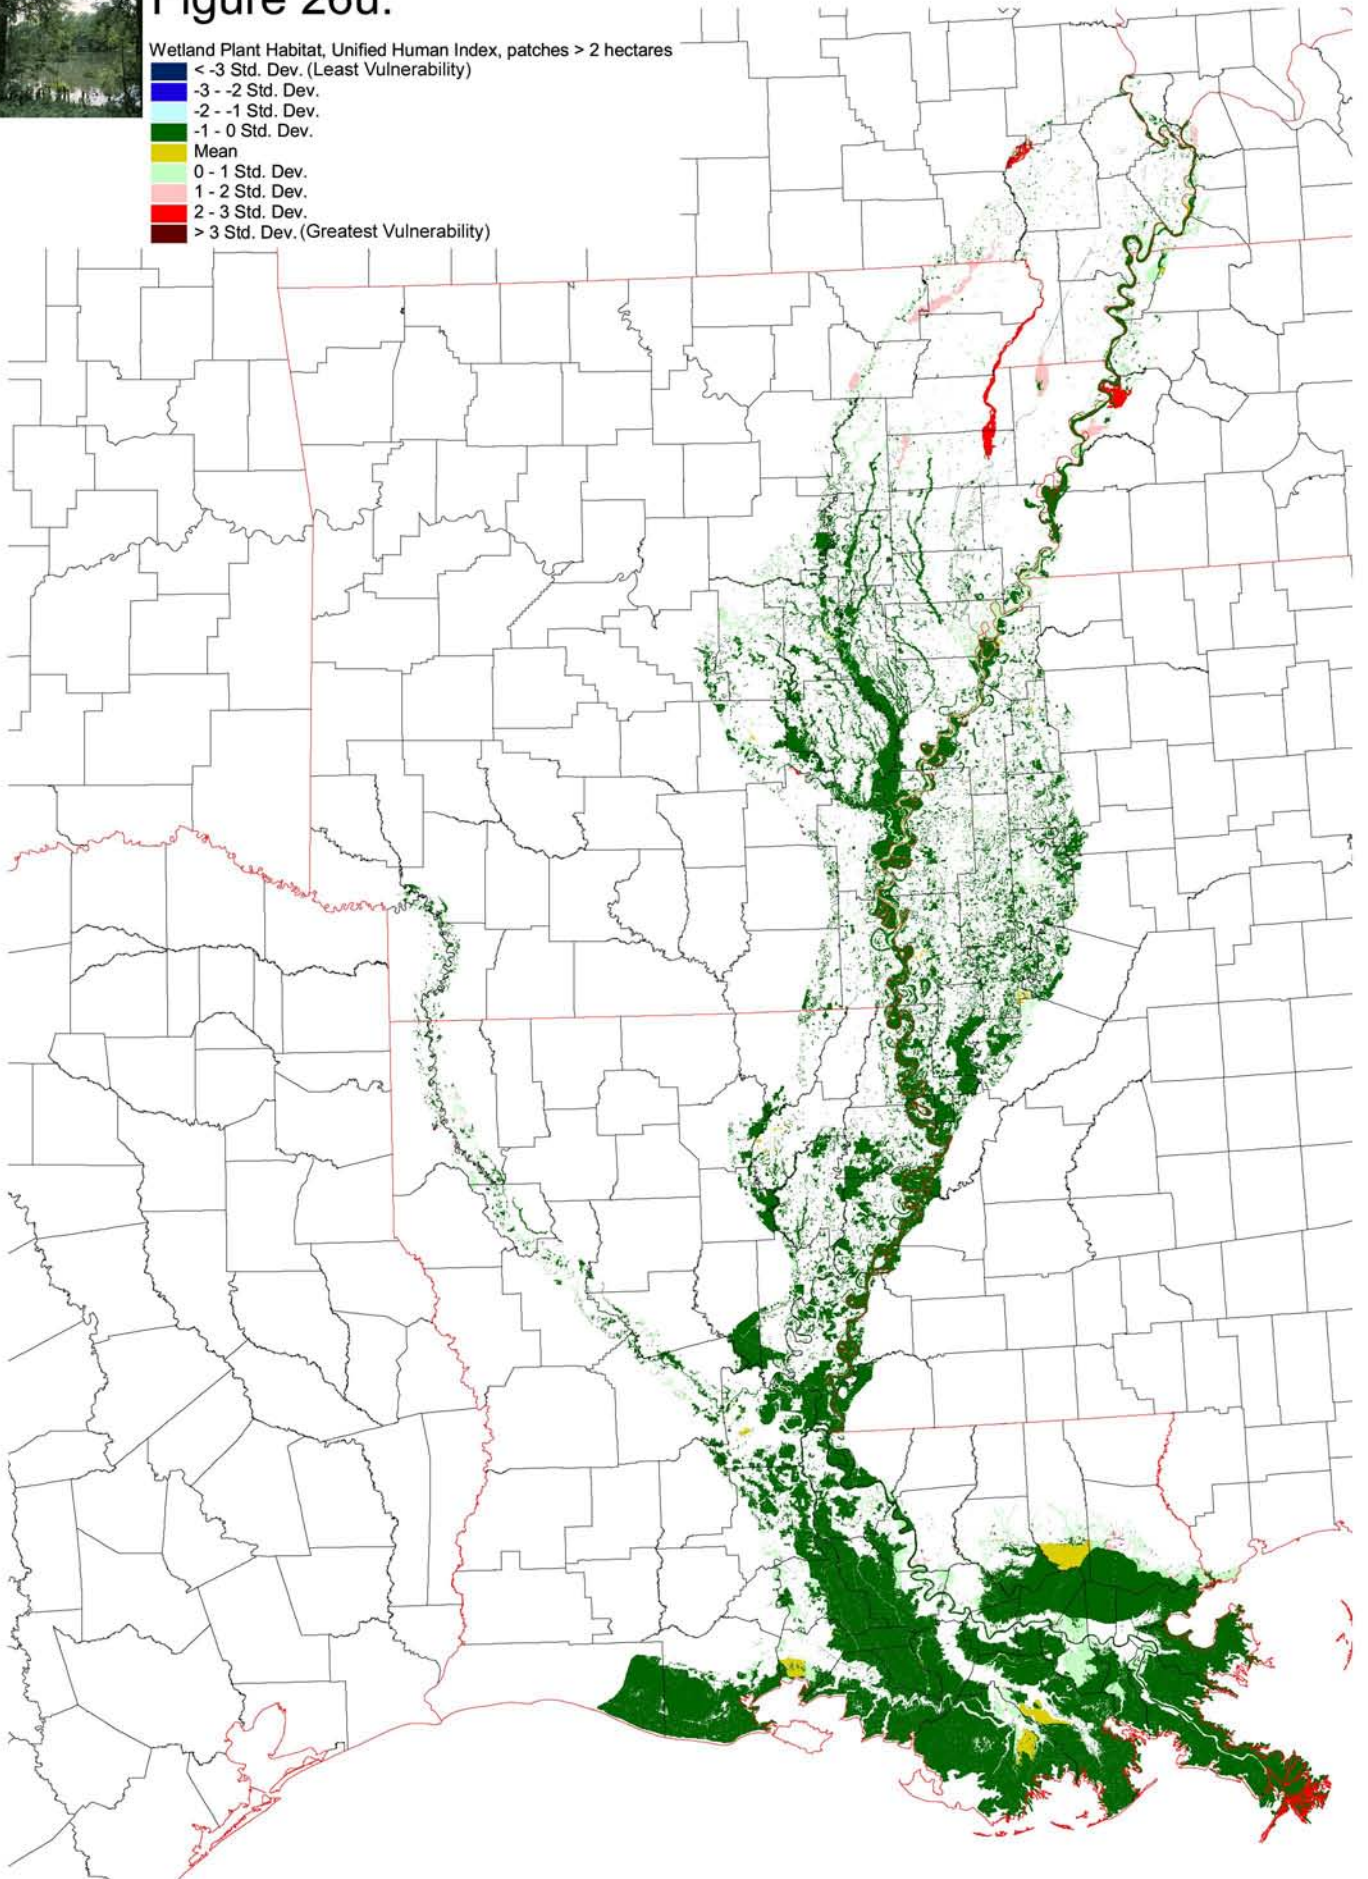 Figure 26u.
Wetland Plant Habitat, Unified Human Index, patches > 2 hectares
< -3 Std. Dev. (Least Vulnerability)
-3 - -2 Std. Dev.
-2 - -1 Std. Dev.
-1 - 0 Std. Dev.
Mean
0 - 1 Std. Dev.
1 - 2 Std. Dev.
2 - 3 Std. Dev.
> 3 Std. Dev. (Greatest Vulnerability)